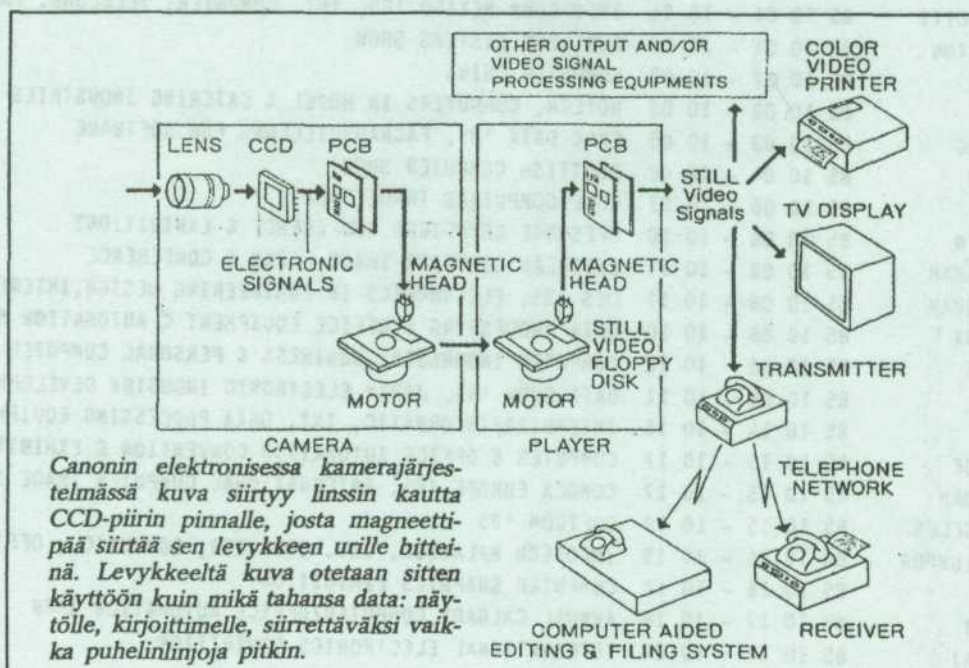 OTHER OUTPUT AND/OR
VIDEO SIGNAL
PROCESSING EQUIPMENTS
COLOR
VIDEO
PRINTER
LENS
CCD
PCB
PCB
STILL
Video
Signals
TV DISPLAY
ELECTRONIC
SIGNALS
MAGNETIC
HEAD
MAGNETIC
HEAD
STILL
VIDEO
FLOPPY
DISK
MOTOR
MOTOR
TRANSMITTER
CAMERA
PLAYER
TELEPHONE
NETWORK
Canonin elektronisessa kamerajärjes-
telmässä kuva siirtyy linssin kautta
CCD-piirin pinnalle, josta magneetti-
pää siirtää sen levykkeen urille bittei-
nä. Levykkeeltä kuva otetaan sitten
käyttöön kuin mikä tahansa data: näy-
tölle, kirjoittimelle, siirrettäväksi vaik-
ka puhelinlinjoja pitkin.
COMPUTER AIDED
EDITING & FILING SYSTEM
RECEIVER